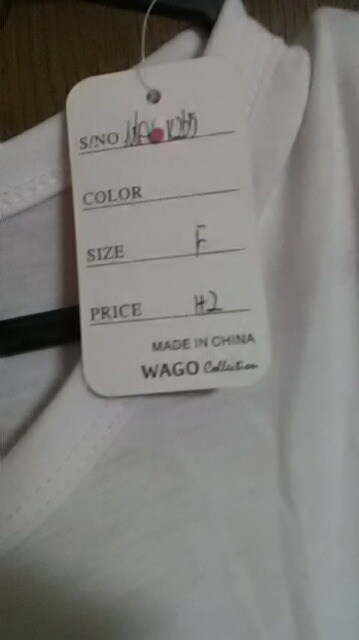 S/NO
COLOR
SIZE F
PRICE H2
MADE IN CHINA
WAGO Collection